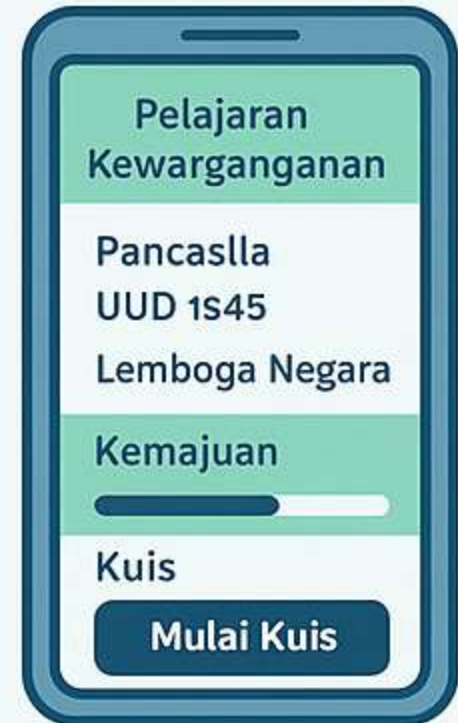 Pelajaran
Kewarganganan
Pancaslla
UUD 1s45
Lemboga Negara
Kemajuan
Kuis
Mulai Kuis